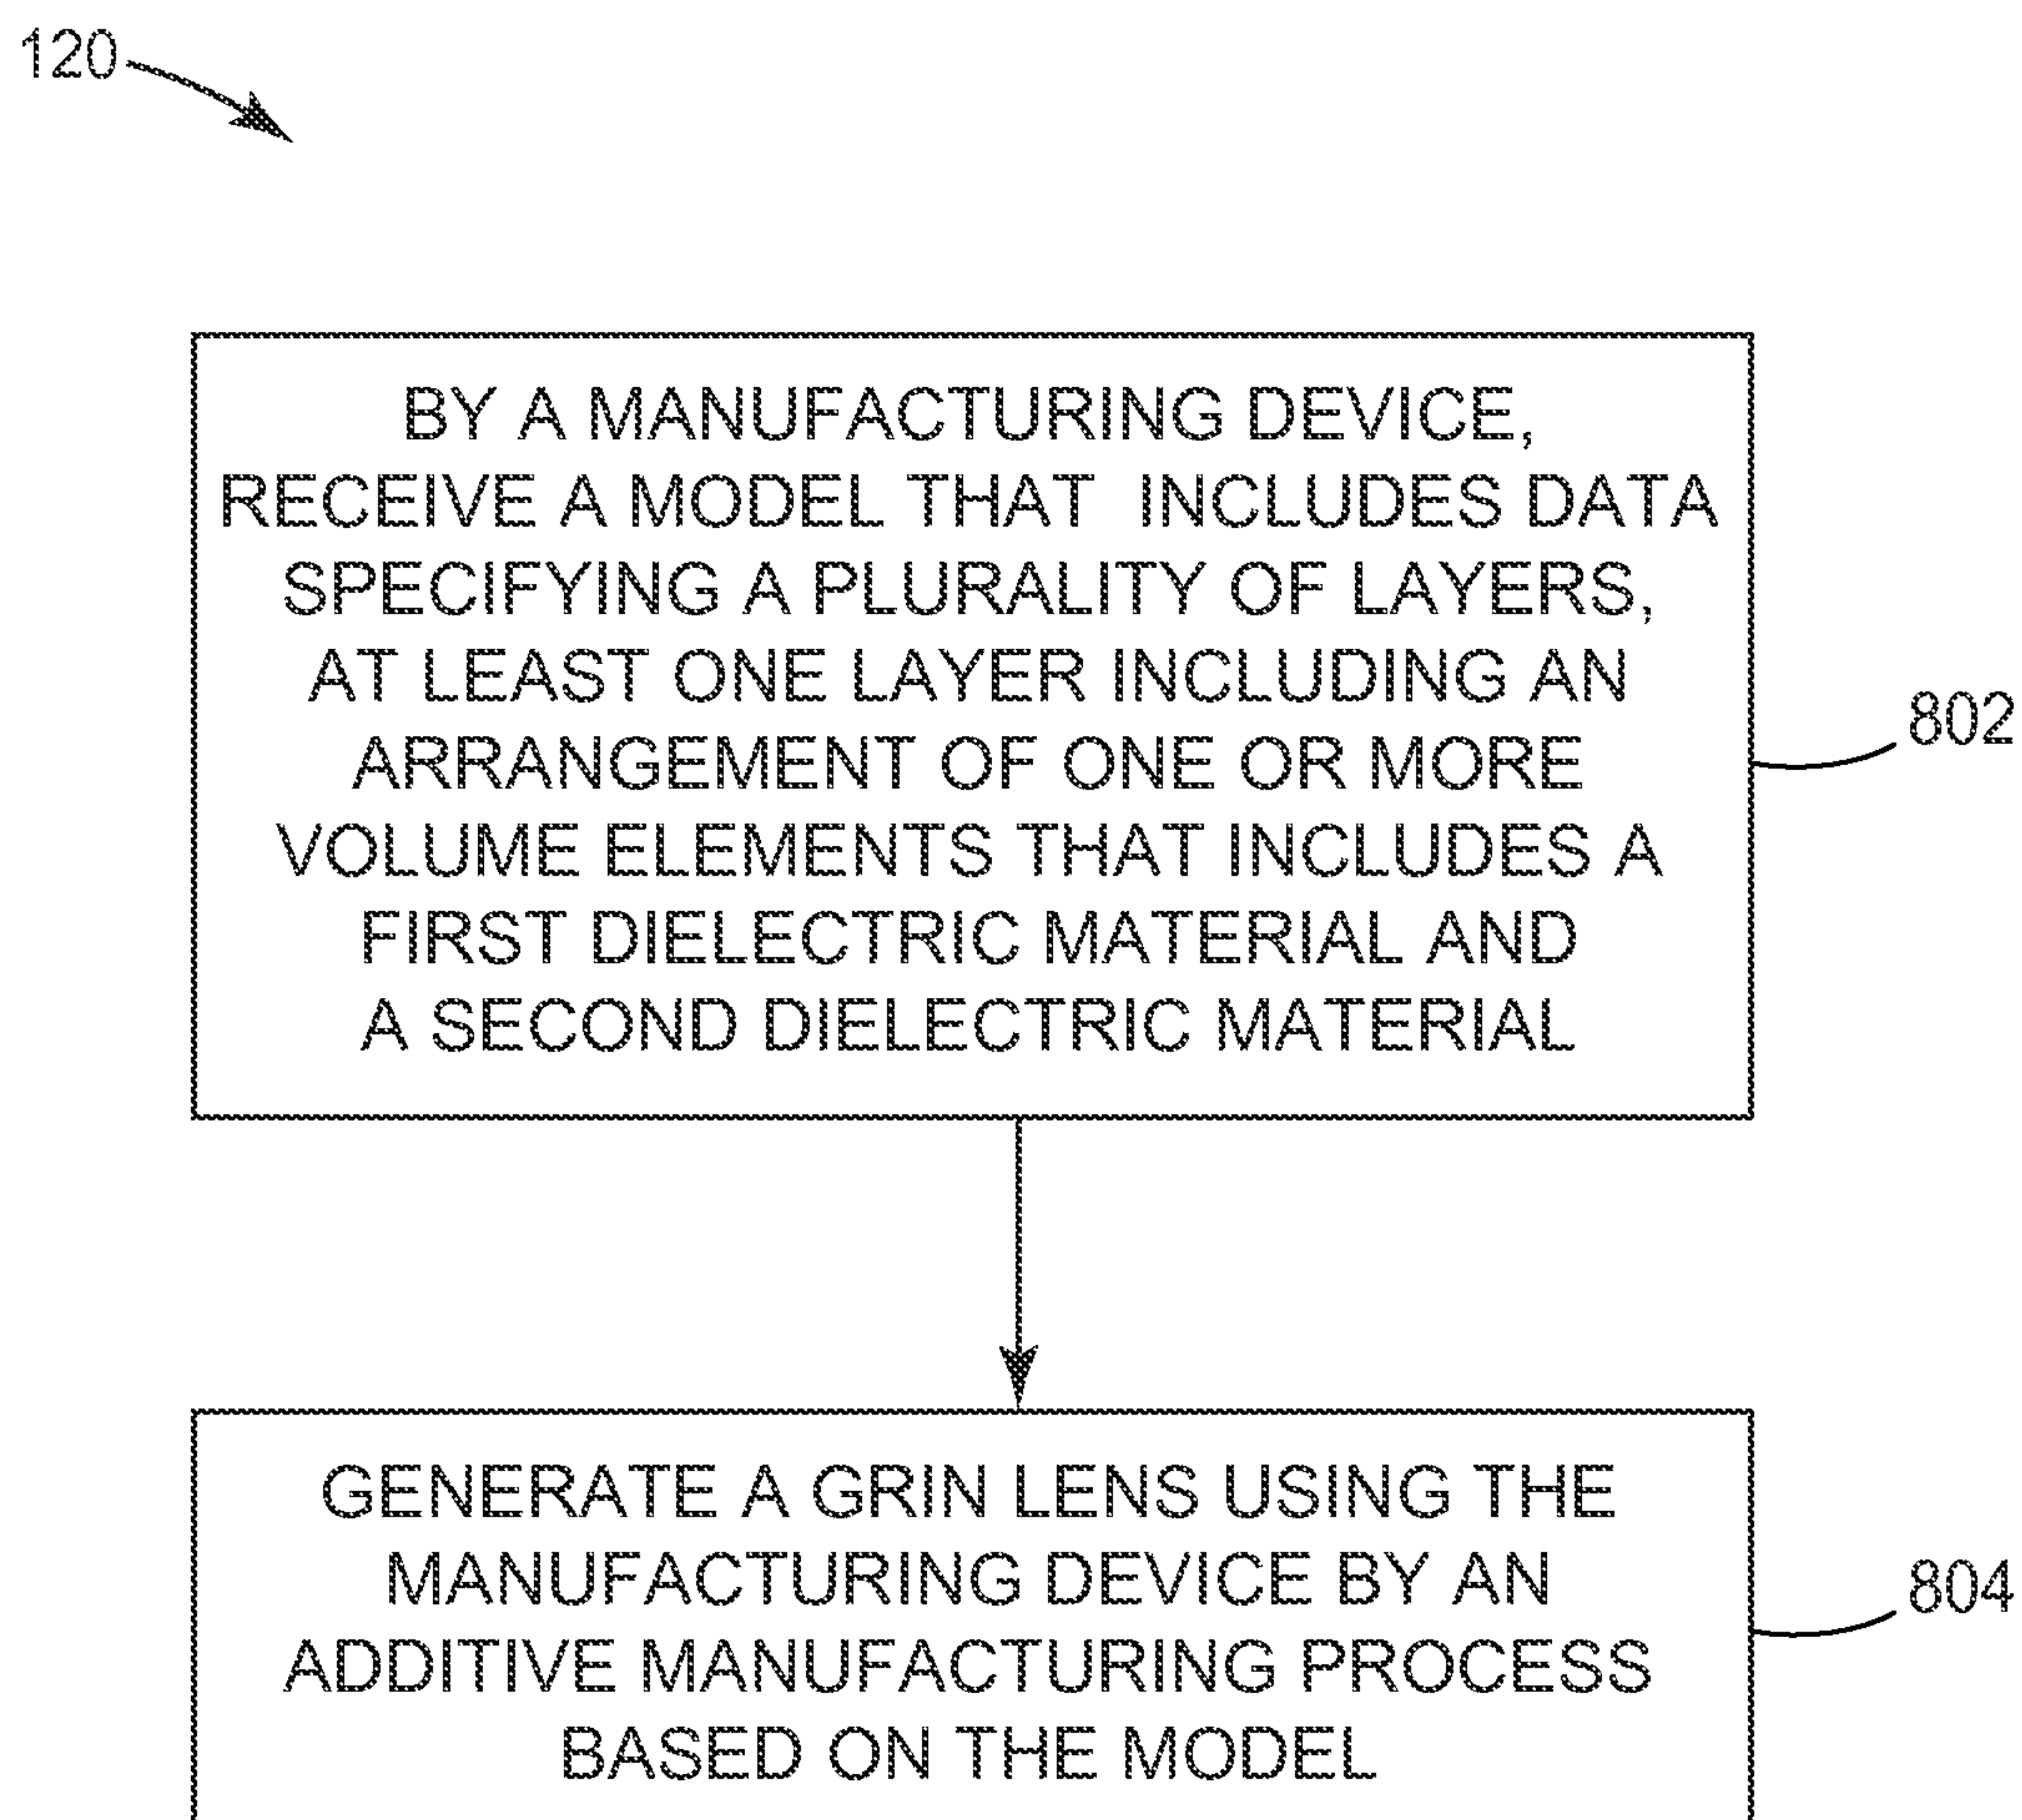 120
BY A MANUFACTURING DEVICE,
RECEIVE A MODEL THAT INCLUDES DATA
SPECIFYING A PLURALITY OF LAYERS,
AT LEAST ONE LAYER INCLUDING AN
ARRANGEMENT OF ONE OR MORE
VOLUME ELEMENTS THAT INCLUDES A
FIRST DIELECTRIC MATERIAL AND
A SECOND DIELECTRIC MATERIAL
802
GENERATE A GRIN LENS USING THE
MANUFACTURING DEVICE BY AN
ADDITIVE MANUFACTURING PROCESS
BASED ON THE MODEL
804